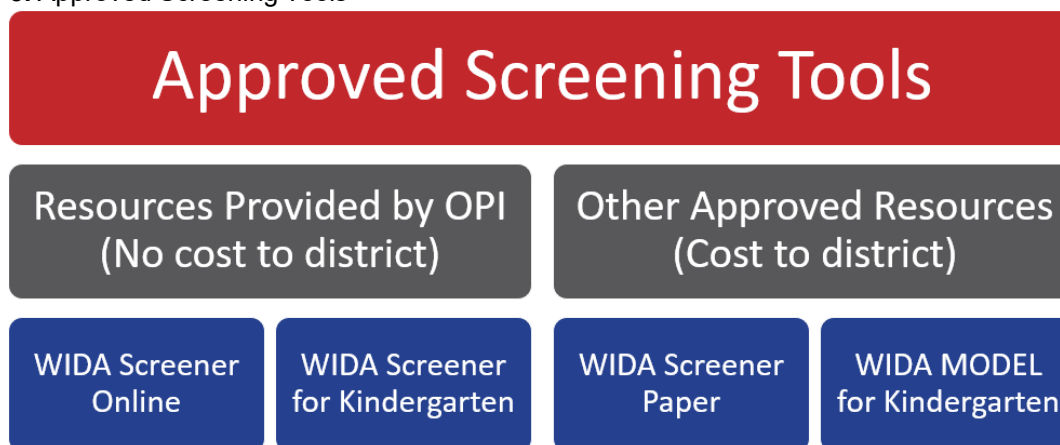 Approved Screening Tools
Resources Provided by OPI
(No cost to district)
Other Approved Resources
(Cost to district)
WIDA Screener
Online
WIDA Screener
for Kindergarten
WIDA Screener
Paper
WIDA MODEL
for Kindergarten